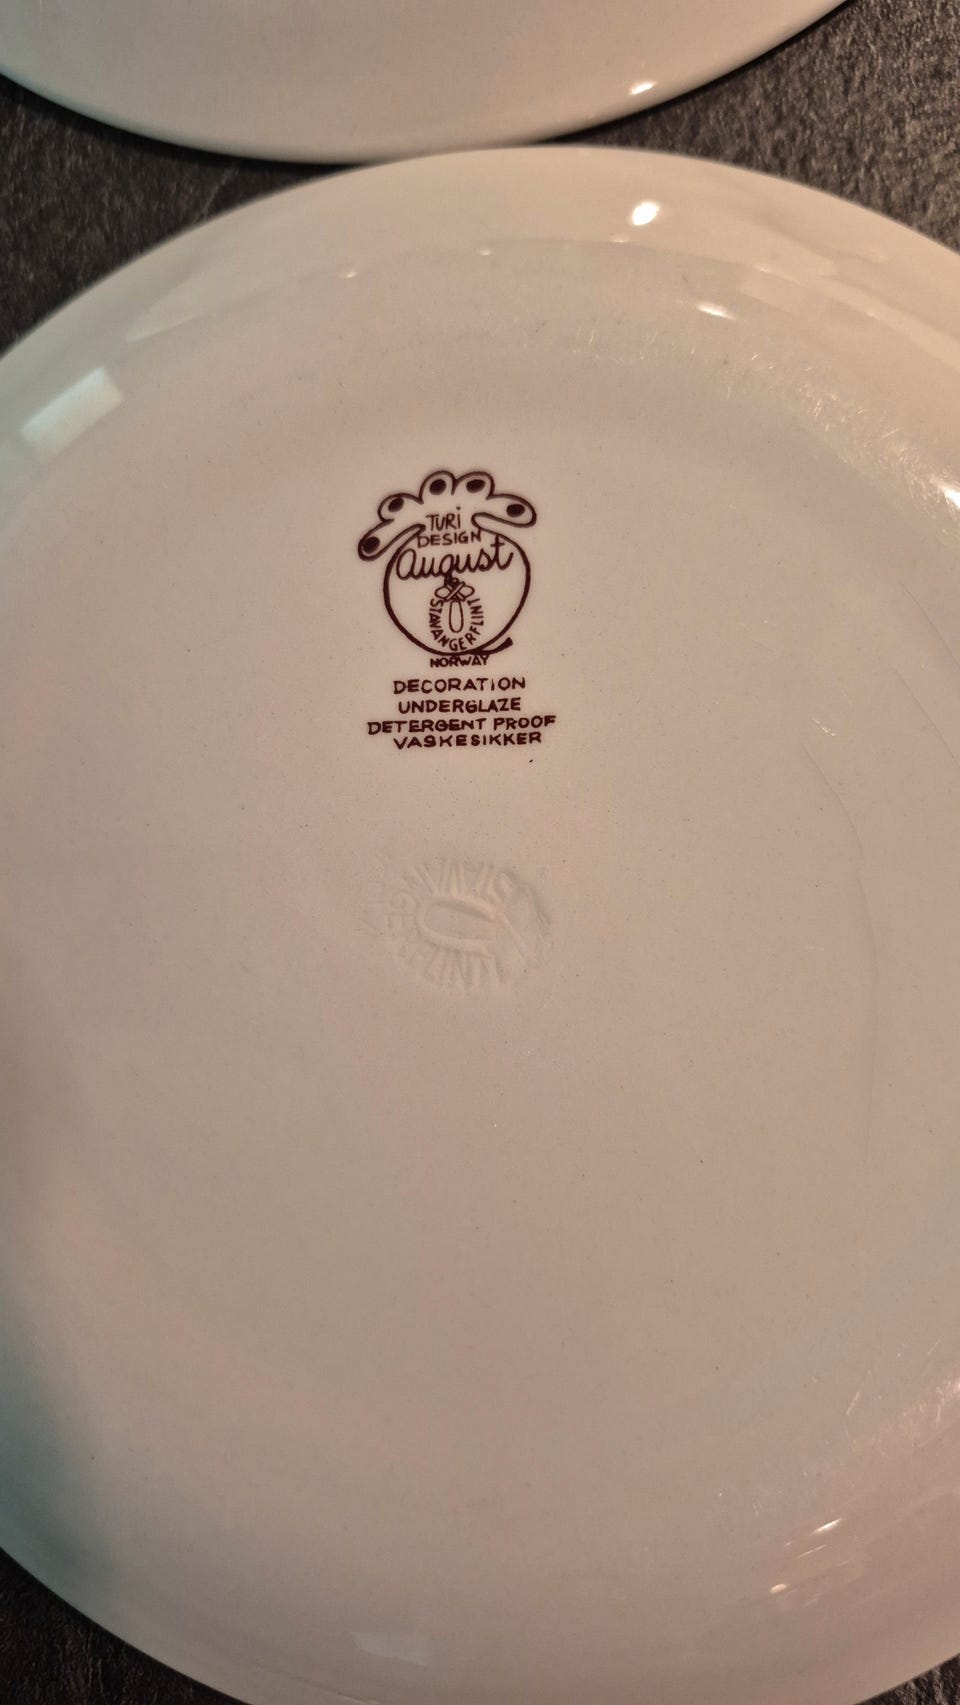 TURI
DESIGN
august
STAVANGERFLINT
NORWAY
DECORATION
UNDERGLAZE
DETERGENT PROOF
VASKESIKKER